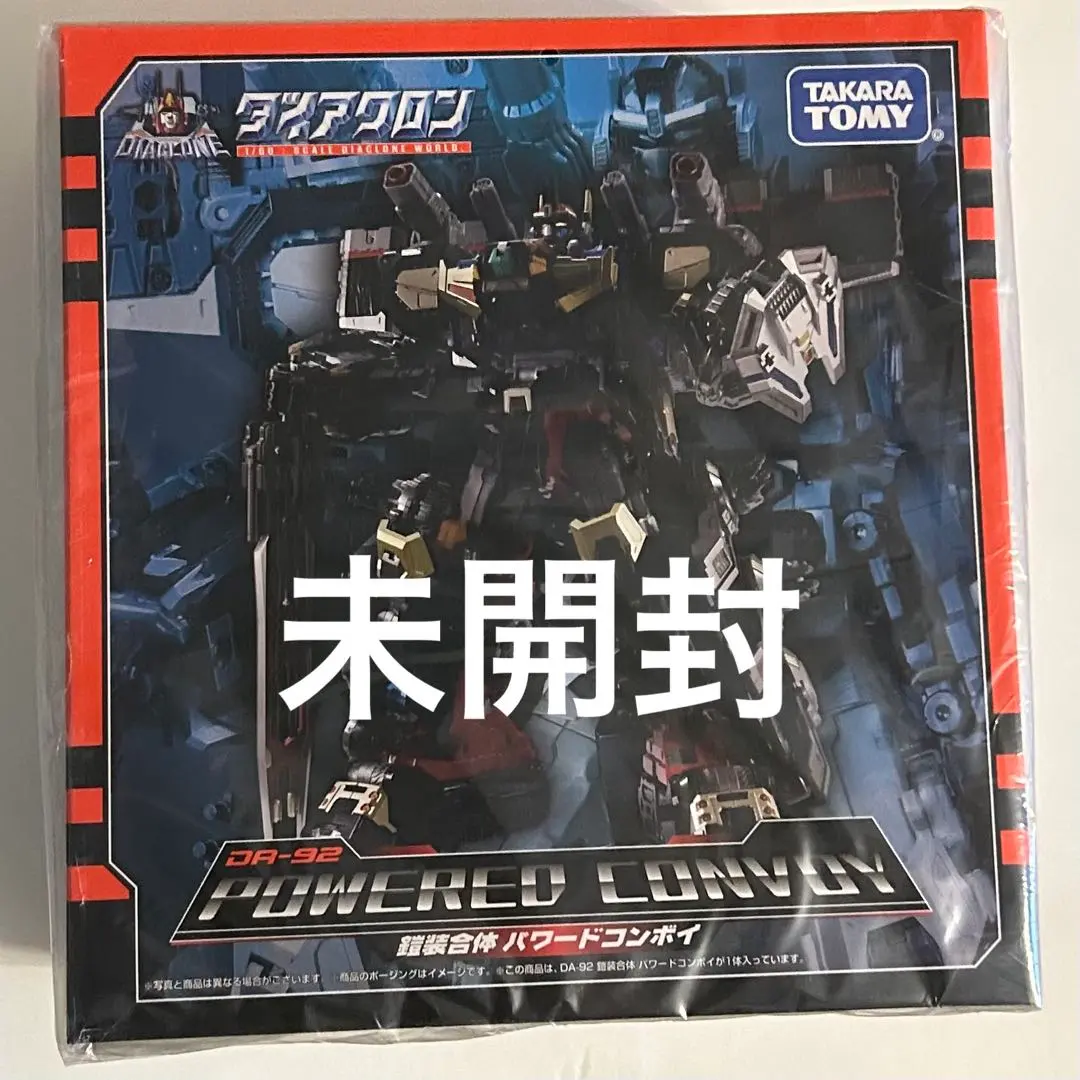 DIACLONE
ダイアクロン
1/60 : SCALE DIACLONE WORLD
TAKARA
TOMY
®
未開封
DA-92
POWERED CONVOY
鎧装合体 パワードコンボイ
※写真と商品は異なる場合がございます。 商品のポージングはイメージです。※この商品は、DA-92 鎧装合体 パワードコンボイが1体入っています。